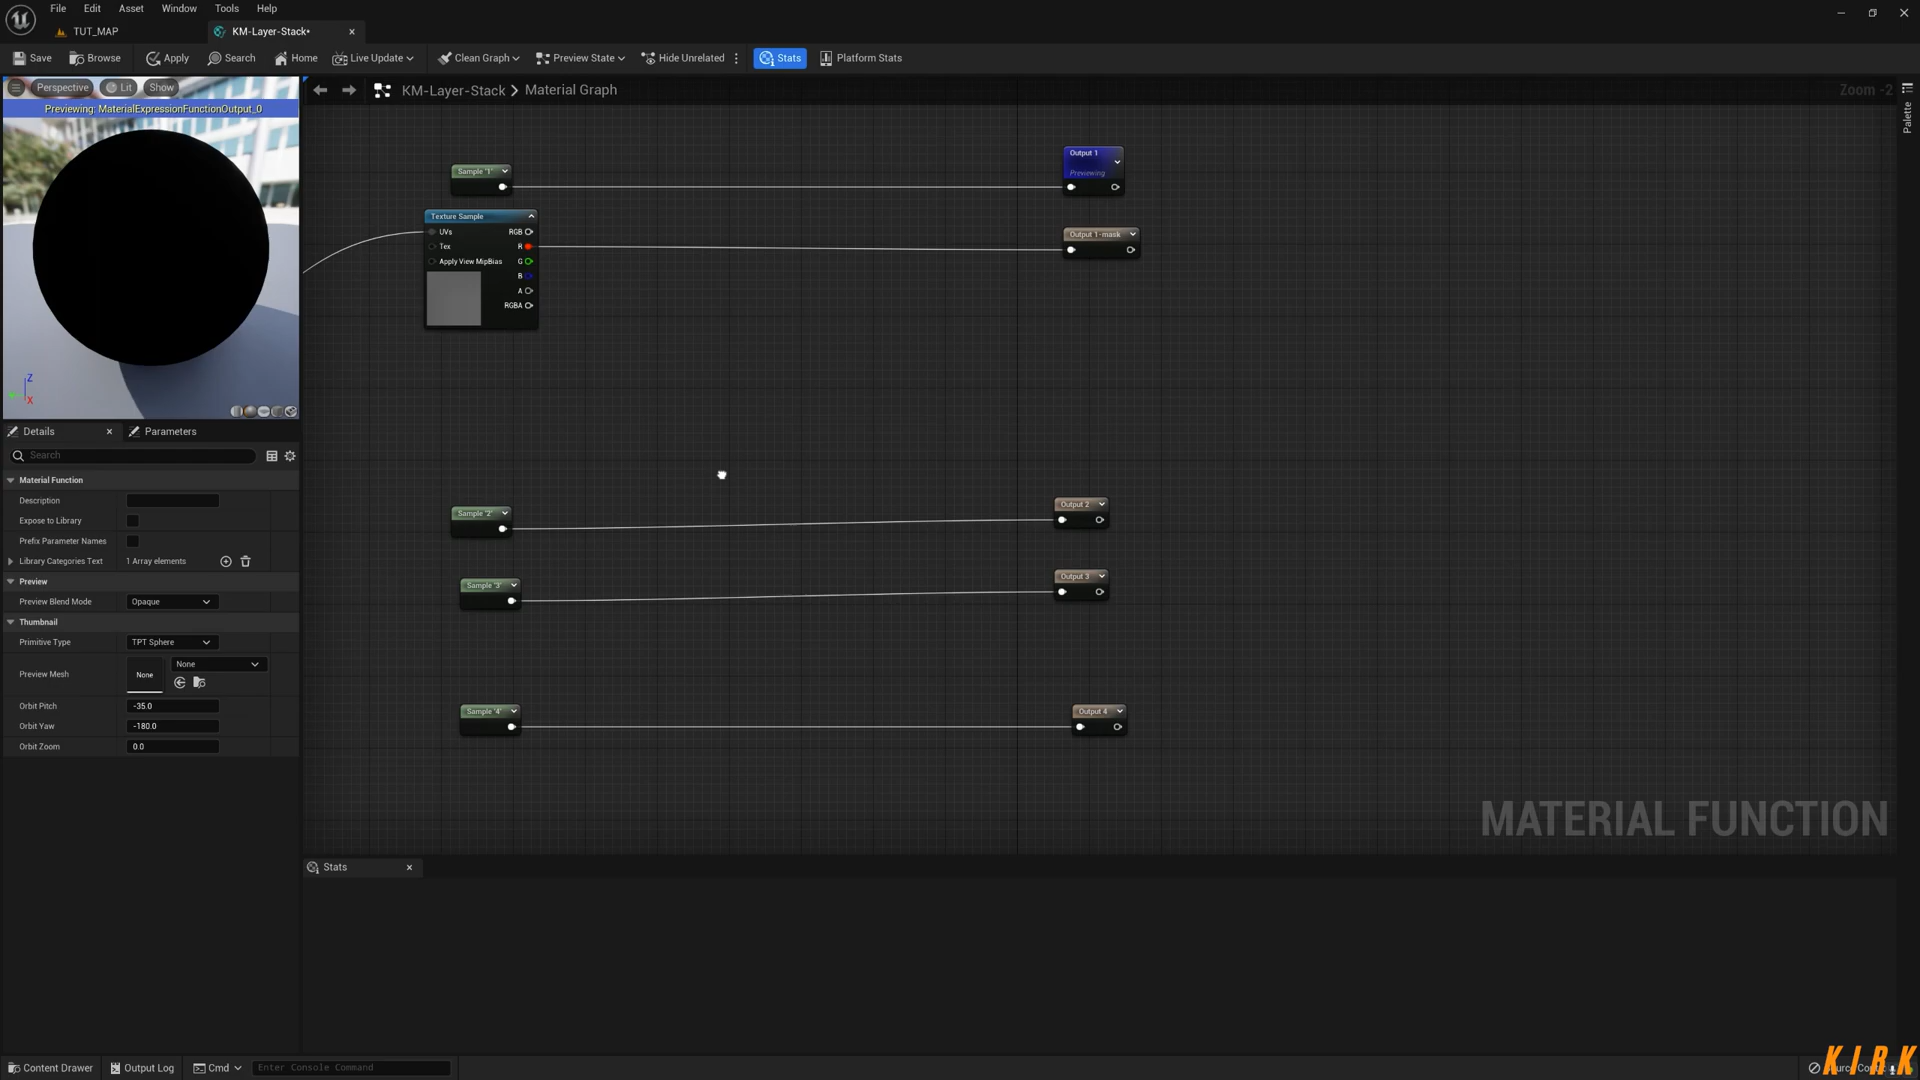 File Edit Asset Window Tools Help
TUT_MAP
KM-Layer-Stack•
Save Browse Apply Search Home Live Update Clean Graph Preview State Hide Unrelated Stats Platform Stats
Perspective Lit Show
Previewing: MaterialExpressionFunctionOutput_0
KM-Layer-Stack > Material Graph
Zoom -2
Palette
Sample '1'
Output 1
Previewing
Texture Sample
UVs RGB
Tex R
Apply View MipBias G
B
A
RGBA
Output 1-mask
Z
X
Details
Parameters
Search
Material Function
Description
Expose to Library
Prefix Parameter Names
Library Categories Text 1 Array elements
Preview
Preview Blend Mode Opaque
Thumbnail
Primitive Type TPT Sphere
Preview Mesh None None
Orbit Pitch -35.0
Orbit Yaw -180.0
Orbit Zoom 0.0
Sample '2'
Output 2
Sample '3'
Output 3
Sample '4'
Output 4
MATERIAL FUNCTION
Stats
Content Drawer Output Log Cmd Enter Console Command
KIRK